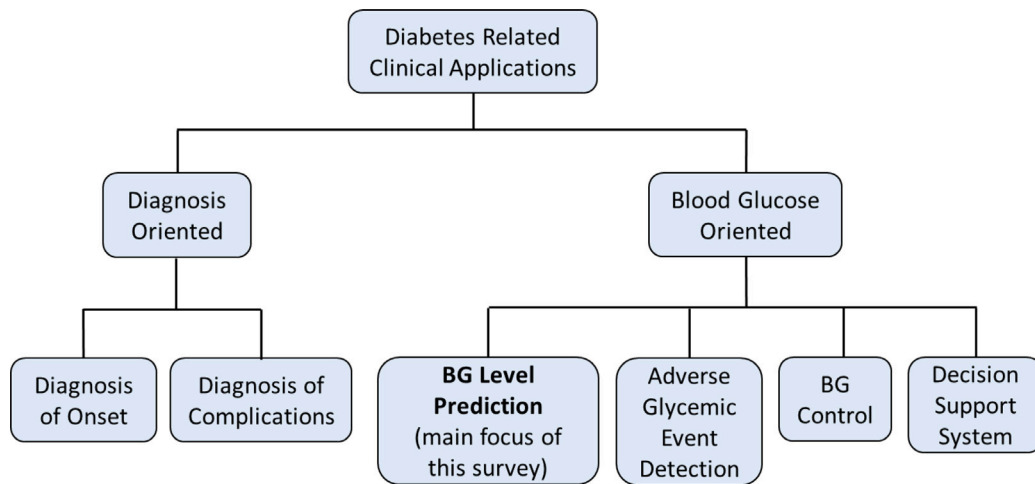 Diabetes Related
Clinical Applications
Diagnosis
Oriented
Blood Glucose
Oriented
Diagnosis
of Onset
Diagnosis of
Complications
BG Level
Prediction
(main focus of
this survey)
Adverse
Glycemic
Event
Detection
BG
Control
Decision
Support
System